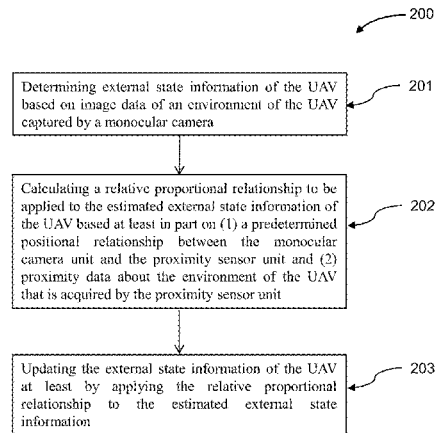 200
Determining external state information of the UAV
based on image data of an environment of the UAV
captured by a monocular camera
201
Calculating a relative proportional relationship to be
applied to the estimated external state information of
the UAV based at least in part on (1) a predetermined
positional relationship between the monocular
camera unit and the proximity sensor unit and (2)
proximity data about the environment of the UAV
that is acquired by the proximity sensor unit
202
Updating the external state information of the UAV
at least by applying the relative proportional
relationship to the estimated external state
information
203